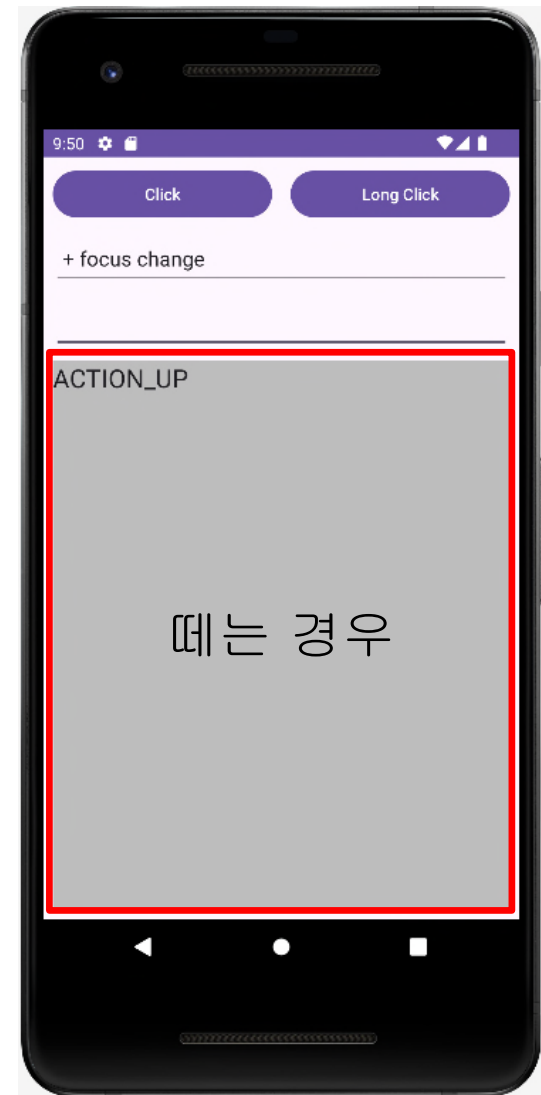 9:50
Click
Long Click
+ focus change
ACTION_UP
떼는 경우